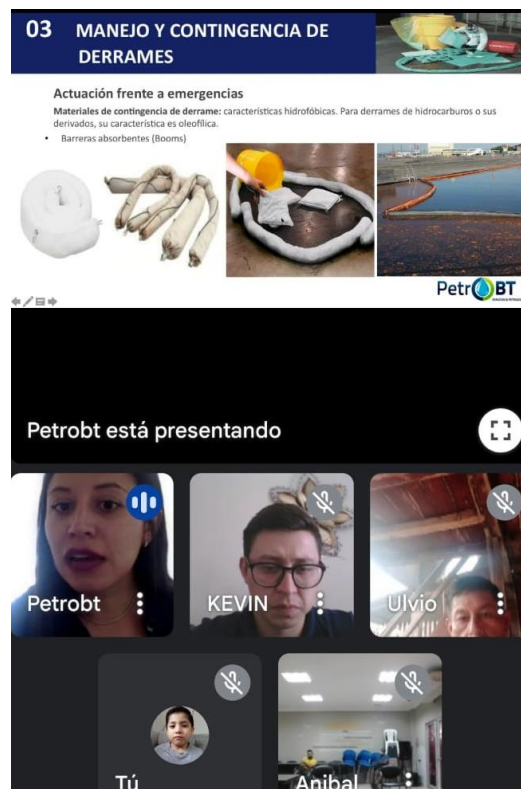 03 MANEJO Y CONTINGENCIA DE
DERRAMES
Actuación frente a emergencias
Materiales de contingencia de derrame: características hidrofóbicas. Para derrames de hidrocarburos o sus
derivados, su característica es oleofílica.
• Barreras absorbentes (Booms)
PetrOBT
Petrobt está presentando
Petrobt
KEVIN
Ulvio
Tú
Anibal